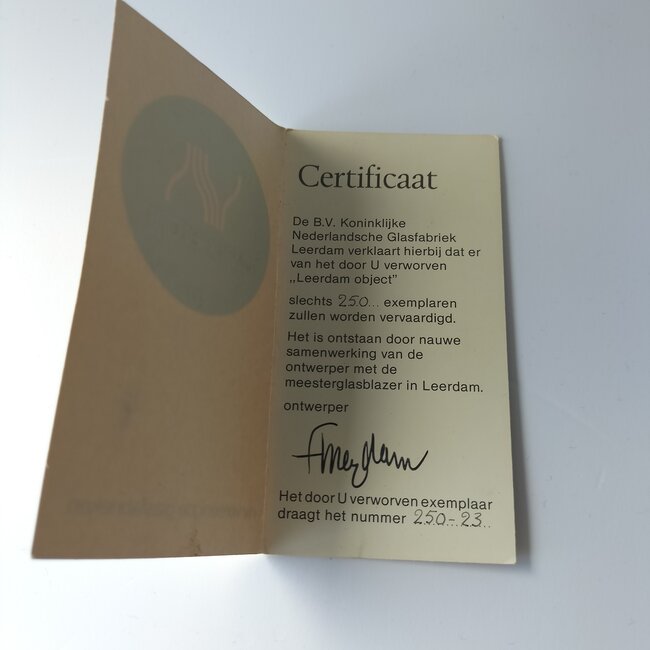 Certificaat
De B.V. Koninklijke
Nederlandsche Glasfabriek
Leerdam verklaart hierbij dat er
van het door U verworven
„Leerdam object”
slechts 250... exemplaren
zullen worden vervaardigd.
Het is ontstaan door nauwe
samenwerking van de
ontwerper met de
meesterglasblazer in Leerdam.
ontwerper
Het door U verworven exemplaar
draagt het nummer 250-23..